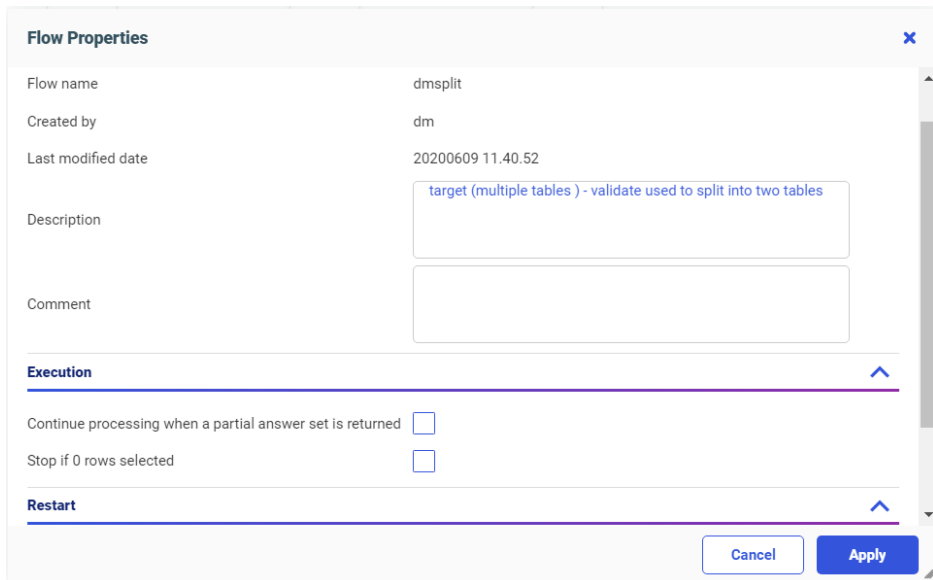 Flow Properties
Flow name dmsplit
Created by dm
Last modified date 20200609 11.40.52
Description target (multiple tables ) - validate used to split into two tables
Comment
Execution
Continue processing when a partial answer set is returned
Stop if 0 rows selected
Restart
Cancel Apply